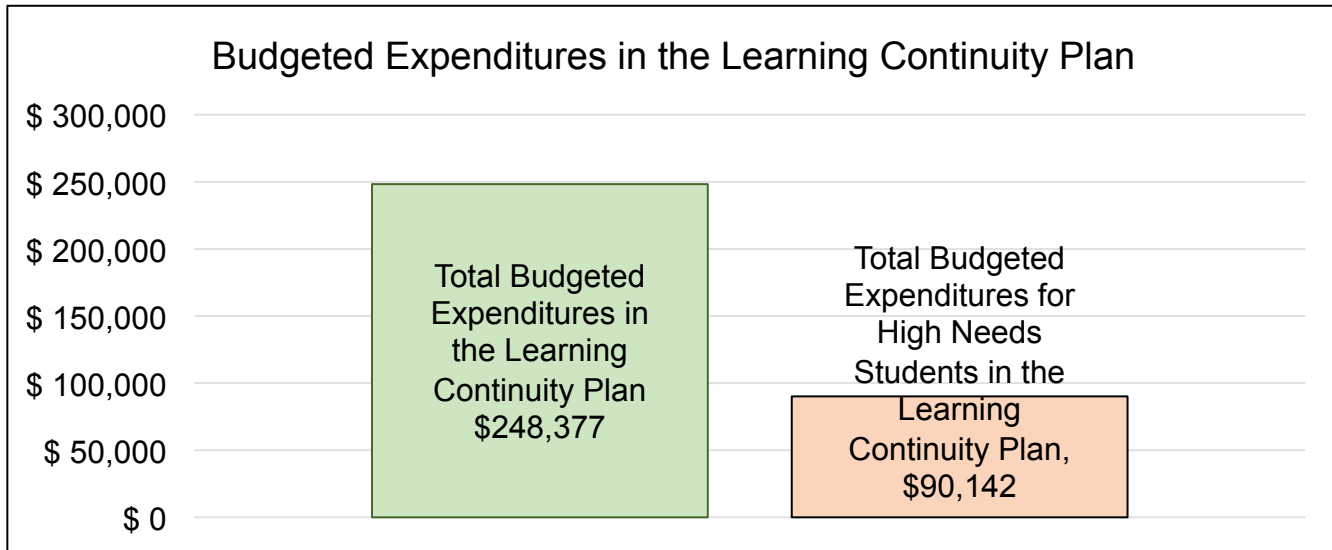 Budgeted Expenditures in the Learning Continuity Plan
$ 300,000
$ 250,000
$ 200,000
$ 150,000
$ 100,000
$ 50,000
$ 0
Total Budgeted
Expenditures in
the Learning
Continuity Plan
$248,377
Total Budgeted
Expenditures for
High Needs
Students in the
Learning
Continuity Plan,
$90,142